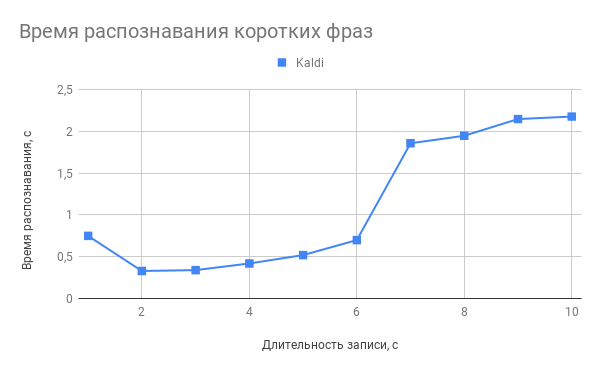 Время распознавания коротких фраз
Kaldi
2,5
2
1,5
1
0,5
0
2
4
6
8
10
Время распознавания, с
Длительность записи, с